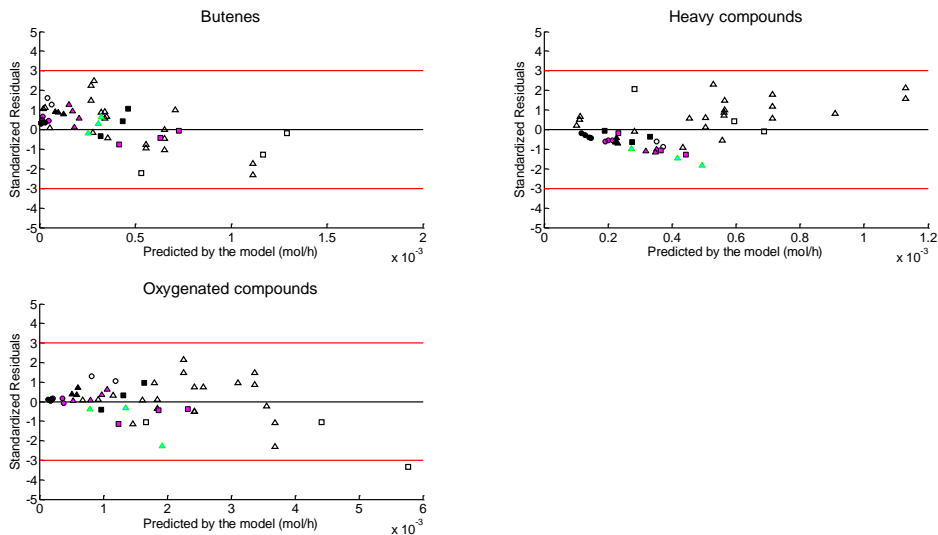 Butenes
5
4
3
2
1
0
-1
-2
-3
-4
-5
Standardized Residuals
0 0.5 1 1.5 2
Predicted by the model (mol/h)
x 10-3
Heavy compounds
5
4
3
2
1
0
-1
-2
-3
-4
-5
Standardized Residuals
0 0.2 0.4 0.6 0.8 1 1.2
Predicted by the model (mol/h)
x 10-3
Oxygenated compounds
5
4
3
2
1
0
-1
-2
-3
-4
-5
Standardized Residuals
0 1 2 3 4 5 6
Predicted by the model (mol/h)
x 10-3